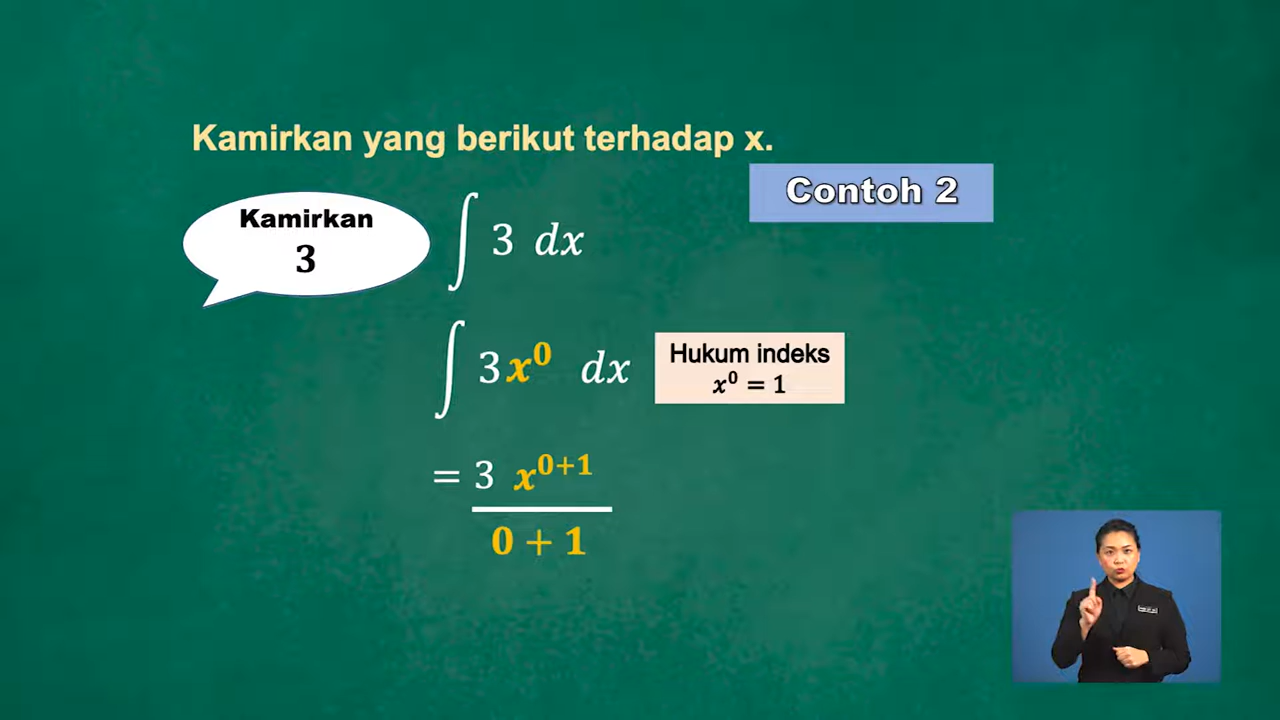 Kamirkan yang berikut terhadap x.
Contoh 2
Kamirkan
3
∫ 3 dx
∫ 3x⁰ dx
Hukum indeks
x⁰ = 1
= 3 x⁰⁺¹
0 + 1